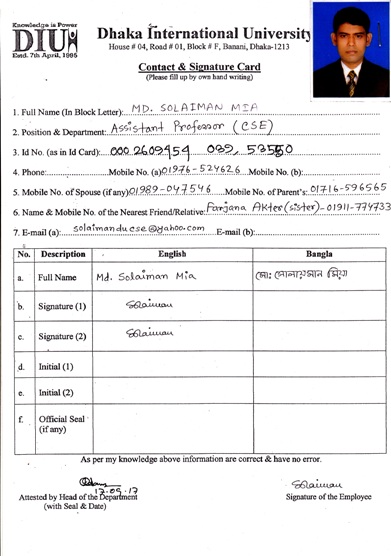 Knowledge is Power
DIU
Estd. 7th April, 1995
Dhaka International University
House # 04, Road # 01, Block # F, Banani, Dhaka-1213
Contact & Signature Card
(Please fill up by own hand writing)
1. Full Name (In Block Letter): MD. SOLAIMAN MIA
2. Position & Department: Assistant Professor (CSE)
3. Id No. (as in Id Card): 000 2609454 039, 53550
4. Phone: Mobile No. (a) 01976-524626 Mobile No. (b):
5. Mobile No. of Spouse (if any) 01989-047546 Mobile No. of Parent's: 01716-596565
6. Name & Mobile No. of the Nearest Friend/Relative: Farjana Akter (sister) - 01911-774733
7. E-mail (a): solaimanducse@yahoo.com E-mail (b):
No. Description English Bangla
a. Full Name Md. Solaiman Mia মো: সোলায়মান মিয়া
b. Signature (1) Solaiman
c. Signature (2) Solaiman
d. Initial (1)
e. Initial (2)
f. Official Seal
(if any)
As per my knowledge above information are correct & have no error.
17.09.17 Solaiman
Attested by Head of the Department Signature of the Employee
(with Seal & Date)